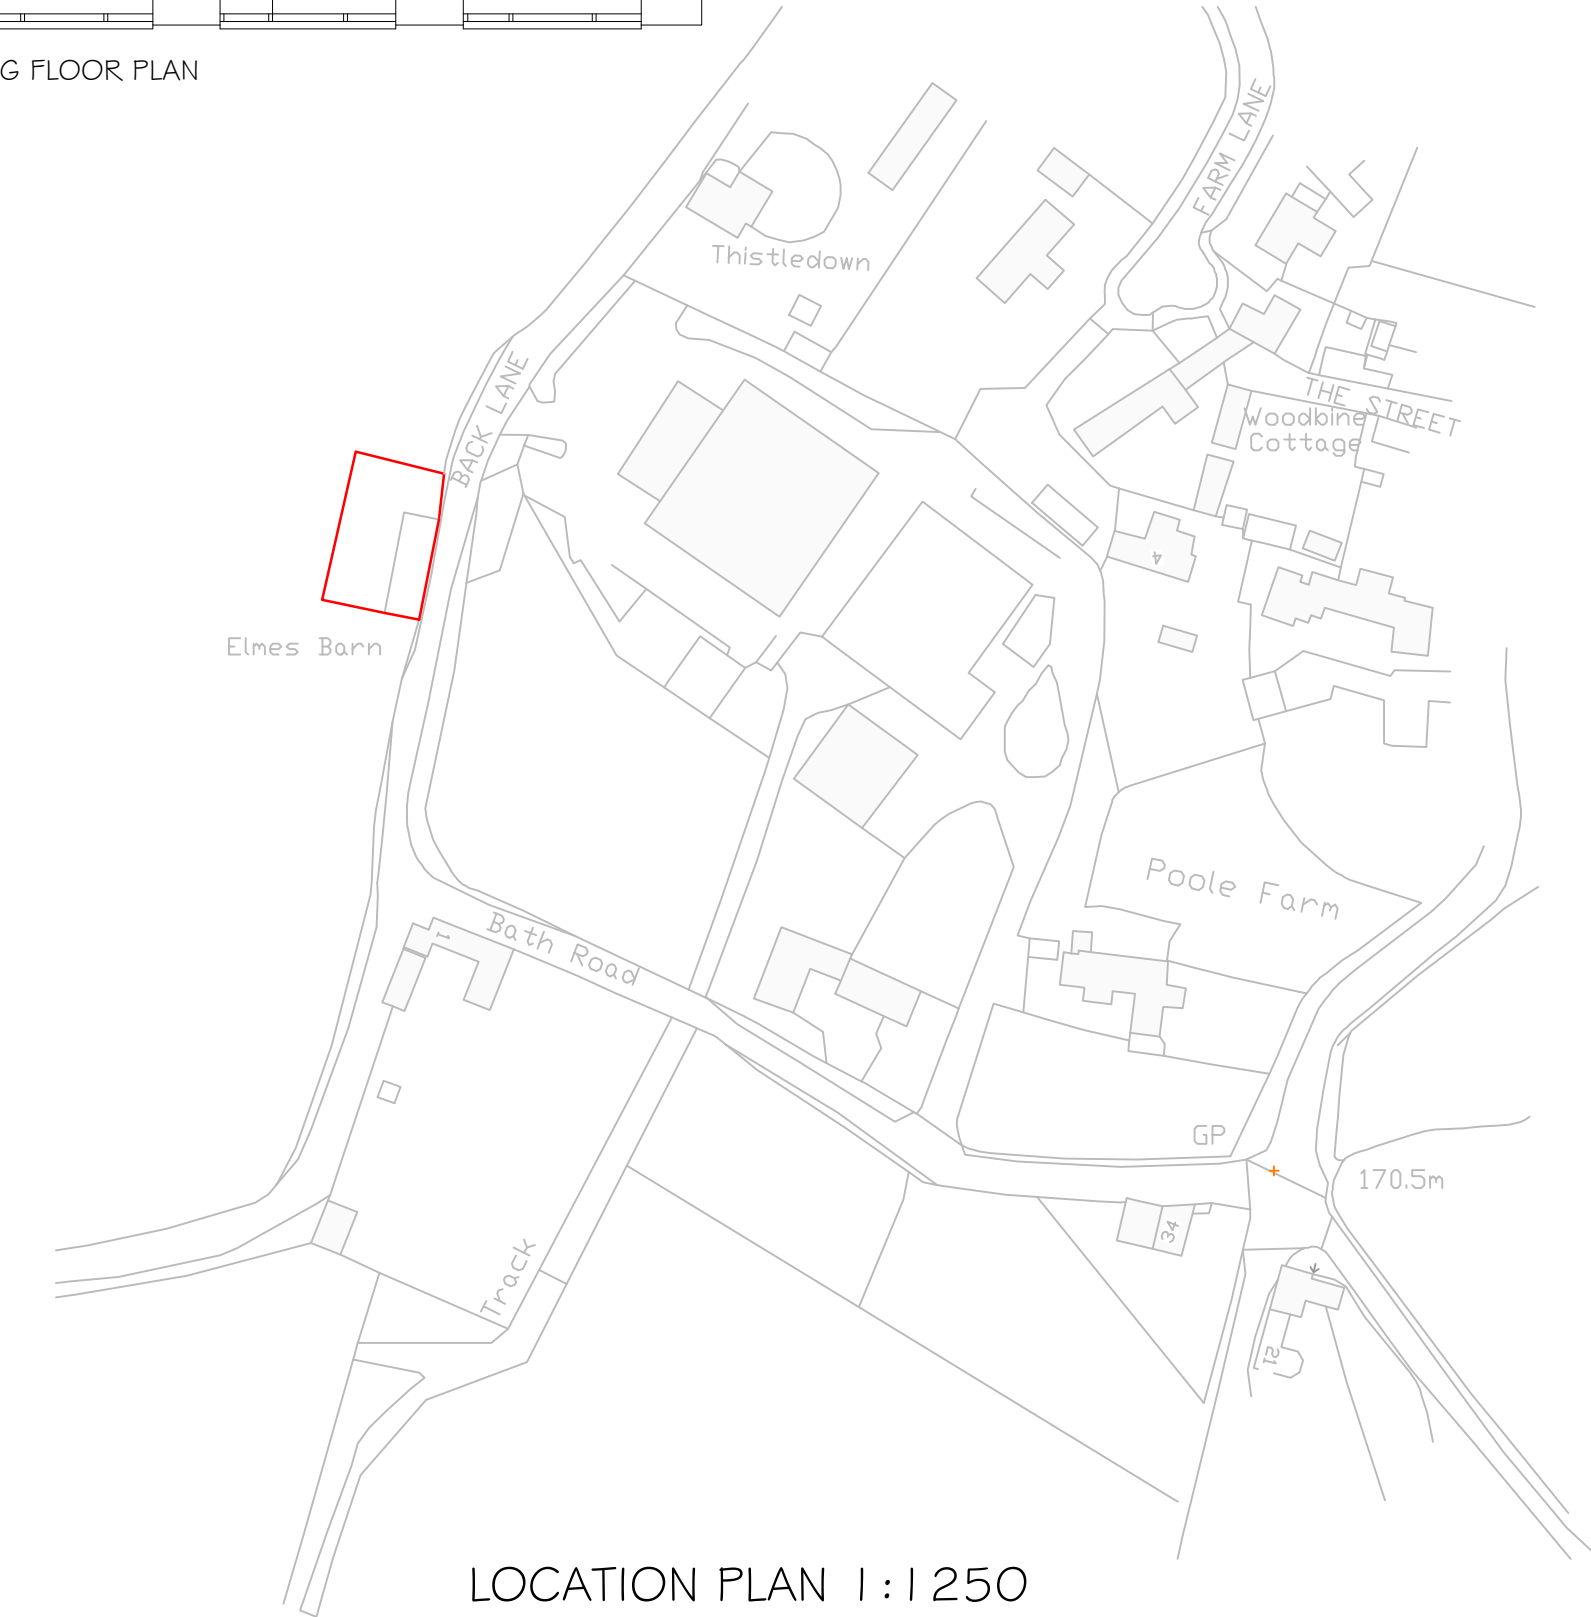 G FLOOR PLAN
FARM LANE
Thistledown
BACK LANE
THE STREET
Woodbine
Cottage
4
Elmes Barn
Poole Farm
1
Bath Road
GP
170.5m
34
Track
21
LOCATION PLAN 1:1250